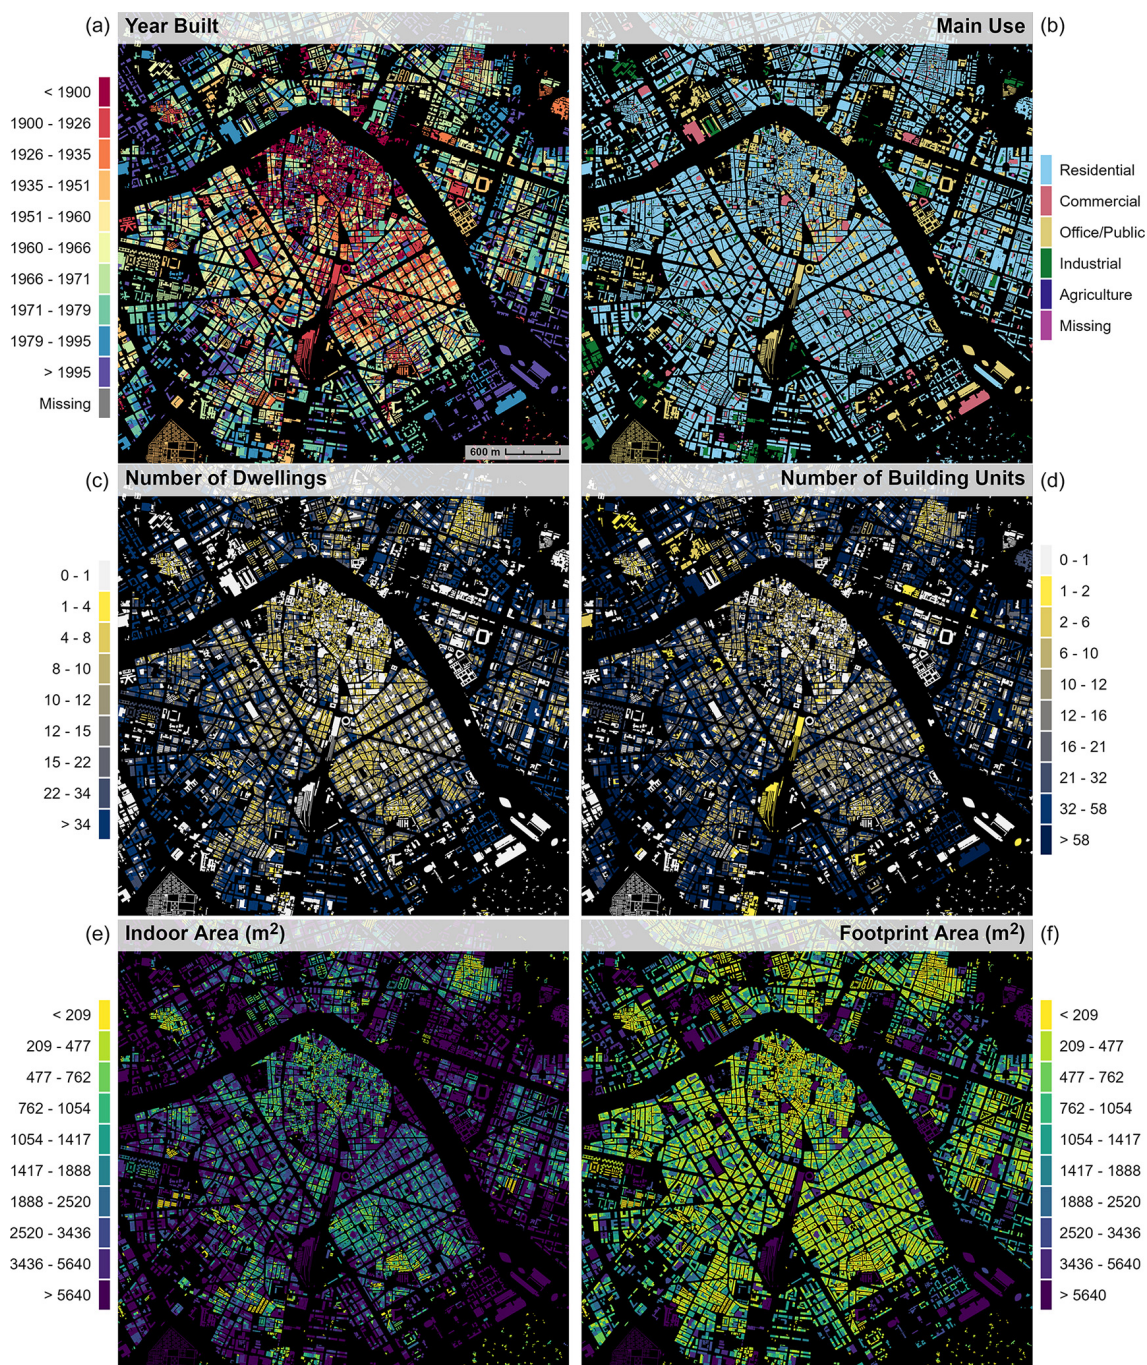 (a) Year Built
Main Use (b)
< 1900
1900 - 1926
1926 - 1935
1935 - 1951
1951 - 1960
1960 - 1966
1966 - 1971
1971 - 1979
1979 - 1995
> 1995
Missing
600 m
Residential
Commercial
Office/Public
Industrial
Agriculture
Missing
(c) Number of Dwellings
Number of Building Units (d)
0 - 1
1 - 4
4 - 8
8 - 10
10 - 12
12 - 15
15 - 22
22 - 34
> 34
0 - 1
1 - 2
2 - 6
6 - 10
10 - 12
12 - 16
16 - 21
21 - 32
32 - 58
> 58
(e) Indoor Area (m²)
Footprint Area (m²) (f)
< 209
209 - 477
477 - 762
762 - 1054
1054 - 1417
1417 - 1888
1888 - 2520
2520 - 3436
3436 - 5640
> 5640
< 209
209 - 477
477 - 762
762 - 1054
1054 - 1417
1417 - 1888
1888 - 2520
2520 - 3436
3436 - 5640
> 5640